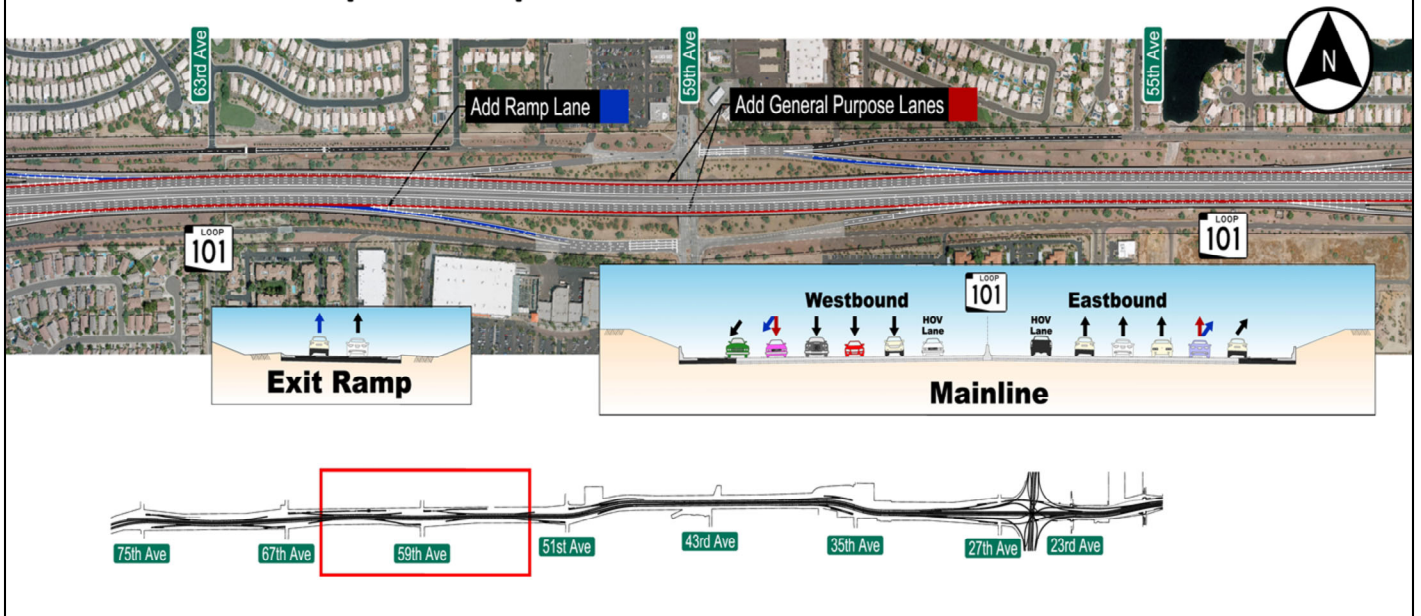 63rd Ave
59th Ave
55th Ave
N
Add Ramp Lane
Add General Purpose Lanes
LOOP
101
LOOP
101
LOOP
101
Westbound
Eastbound
HOV
Lane
HOV
Lane
Exit Ramp
Mainline
75th Ave
67th Ave
59th Ave
51st Ave
43rd Ave
35th Ave
27th Ave
23rd Ave